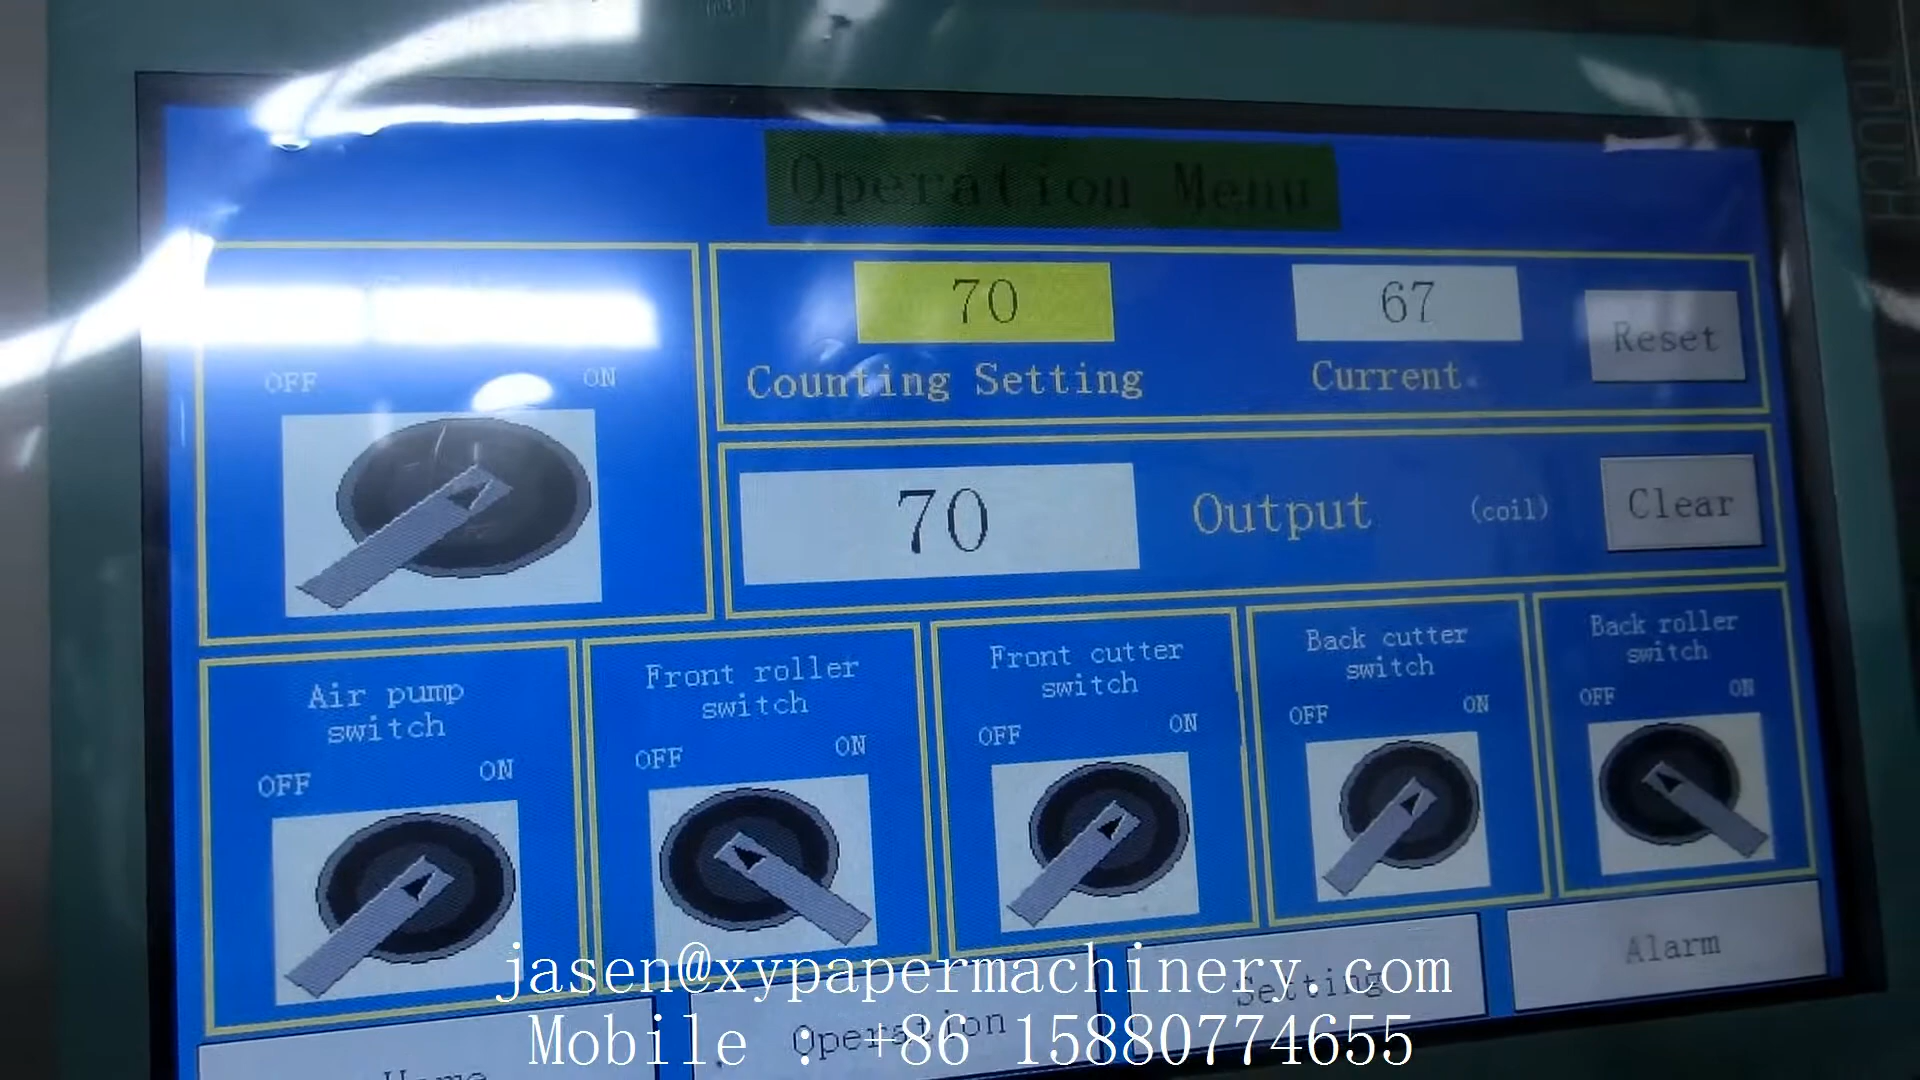 Operation Menu
70
67
Reset
Counting Setting
Current
OFF
ON
70
Output
(coil)
Clear
Air pump
switch
OFF
ON
Front roller
switch
OFF
ON
Front cutter
switch
OFF
ON
Back cutter
switch
OFF
ON
Back roller
switch
OFF
ON
Operation
Setting
Alarm
jasen@xypapermachinery.com
Mobile : +86 15880774655